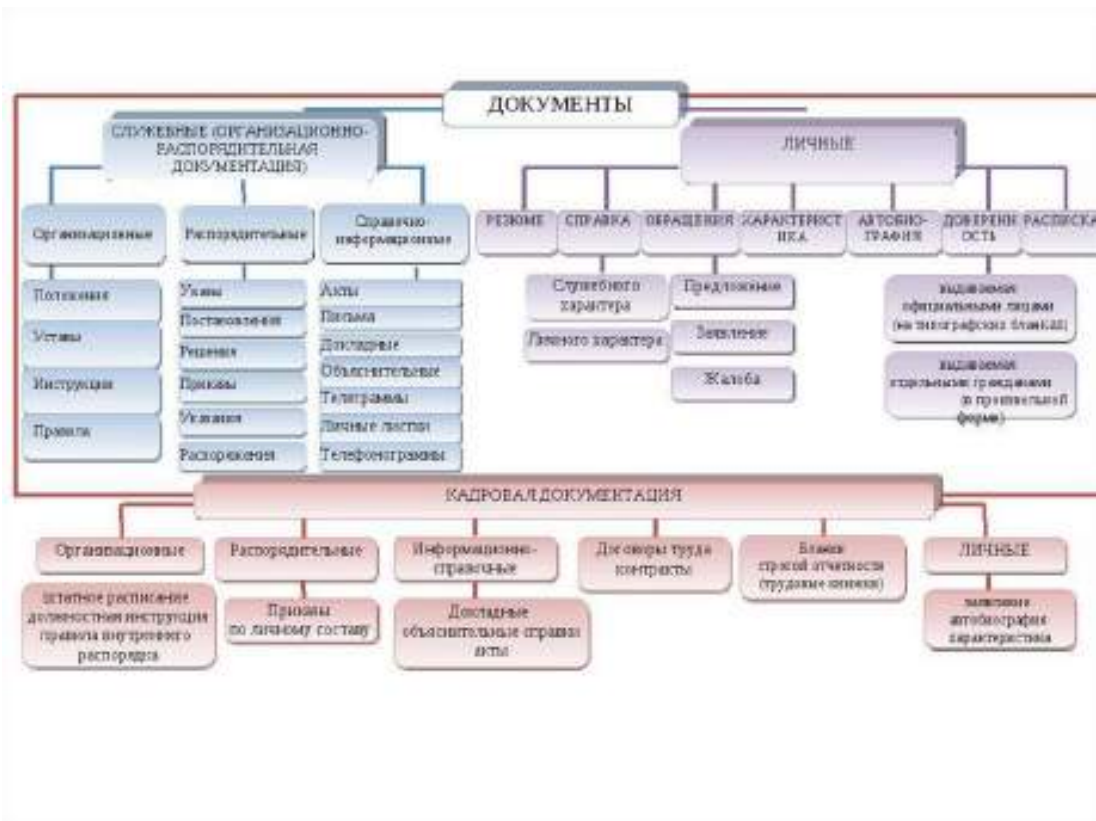 ДОКУМЕНТЫ
СЛУЖЕБНЫЕ (ОРГАНИЗАЦИОННО-
РАСПОРЯДИТЕЛЬНАЯ
ДОКУМЕНТАЦИЯ)
ЛИЧНЫЕ
Организационные
Распорядительные
Справочно-
информационные
РЕЗЮМЕ
СПРАВКА
ОБРАЩЕНИЯ
ХАРАКТЕРИСТ
ИКА
АВТОБИО-
ГРАФИЯ
ДОВЕРЕНН
ОСТЬ
РАСПИСКА
Положения
Уставы
Инструкции
Правила
Указы
Постановления
Решения
Приказы
Указания
Распоряжения
Акты
Письма
Докладные
Объяснительные
Телеграммы
Личные листки
Телефонограммы
Служебного
характера
Личного характера
Предложение
Заявление
Жалоба
выдаваемая
официальными лицами
(на типографских бланках)
выдаваемая
отдельными гражданами
(в произвольной
форме)
КАДРОВАЯ ДОКУМЕНТАЦИЯ
Организационные
Распорядительные
Информационно-
справочные
Договоры труда
контракты
Бланки
строгой отчетности
(трудовые книжки)
ЛИЧНЫЕ
штатное расписание
должностная инструкция
правила внутреннего
распорядка
Приказы
по личному составу
Докладные
объяснительные справки
акты
заявление
автобиография
характеристика